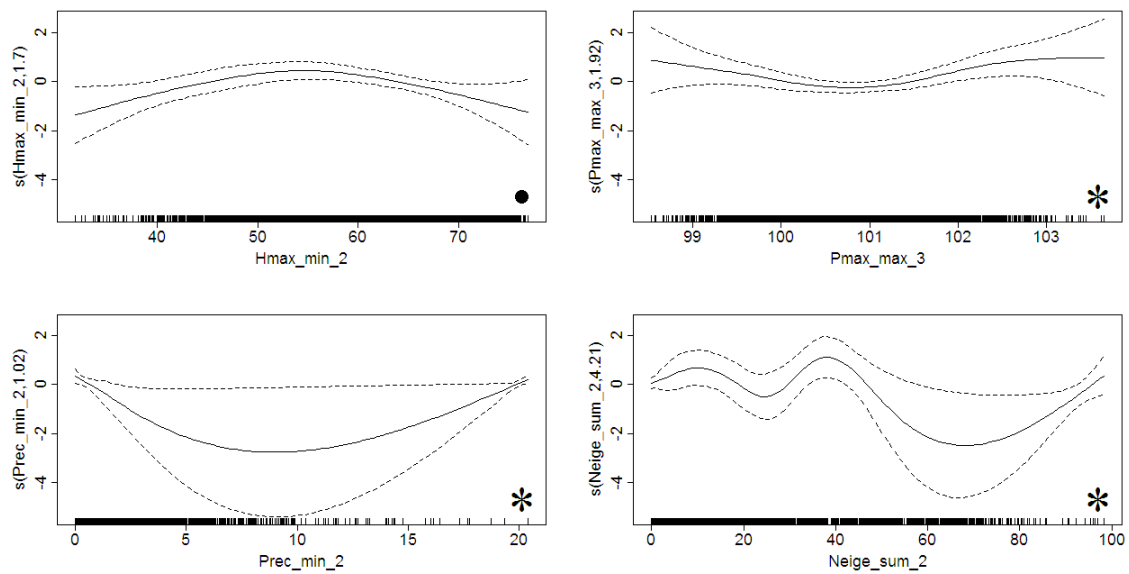 s(Hmax_min_2,1.7)
2
0
-2
-4
40 50 60 70
Hmax_min_2
s(Pmax_max_3,1.92)
2
0
-2
-4
99 100 101 102 103
Pmax_max_3
s(Prec_min_2,1.02)
2
0
-2
-4
0 5 10 15 20
Prec_min_2
s(Neige_sum_2,4.21)
2
0
-2
-4
0 20 40 60 80 100
Neige_sum_2